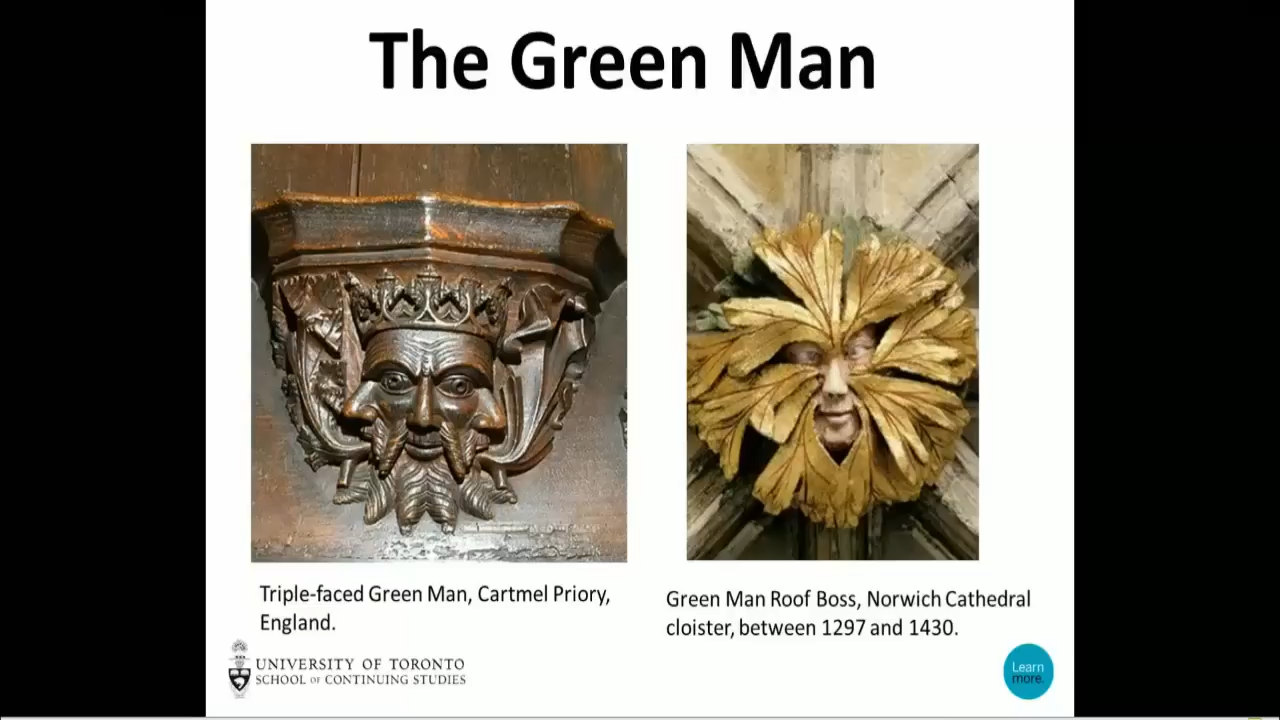 The Green Man
Triple-faced Green Man, Cartmel Priory,
England.
Green Man Roof Boss, Norwich Cathedral
cloister, between 1297 and 1430.
UNIVERSITY OF TORONTO
SCHOOL OF CONTINUING STUDIES
Learn
more.